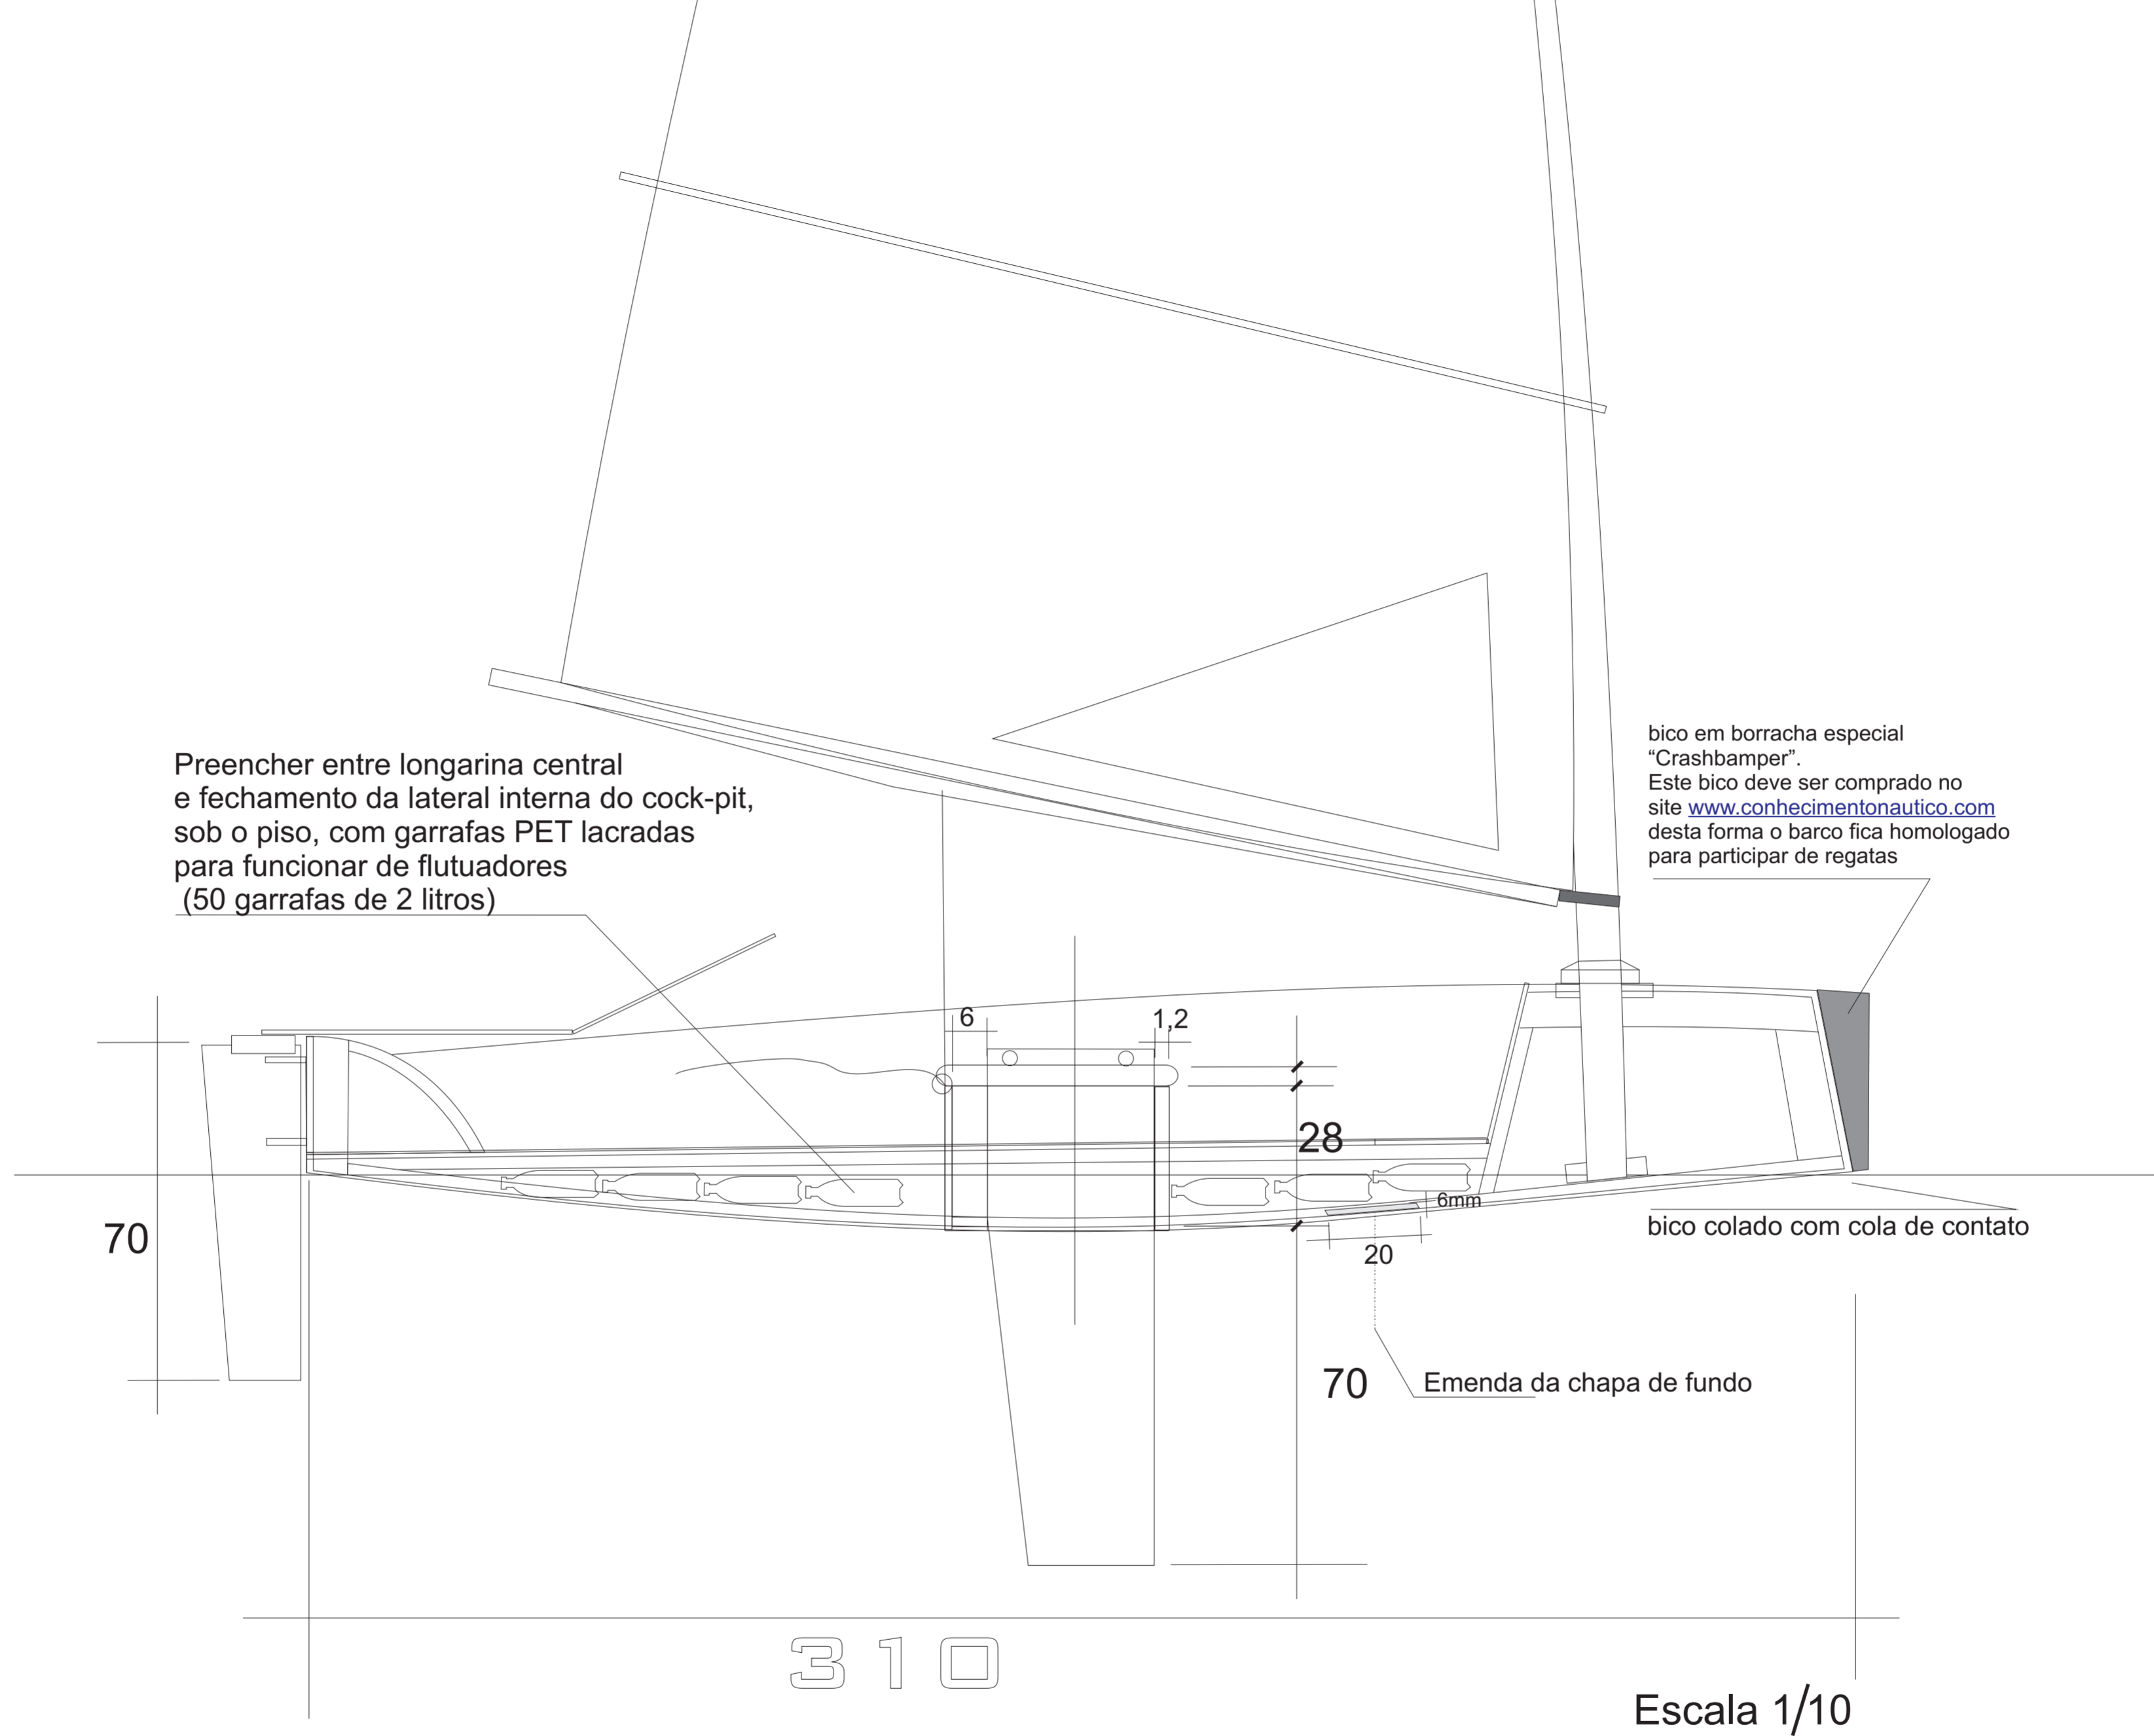 bico em borracha especial
“Crashbamper”.
Este bico deve ser comprado no
site www.conhecimentonautico.com
desta forma o barco fica homologado
para participar de regatas
Preencher entre longarina central
e fechamento da lateral interna do cock-pit,
sob o piso, com garrafas PET lacradas
para funcionar de flutuadores
(50 garrafas de 2 litros)
6
1,2
28
6mm
70
20
bico colado com cola de contato
70
Emenda da chapa de fundo
310
Escala 1/10